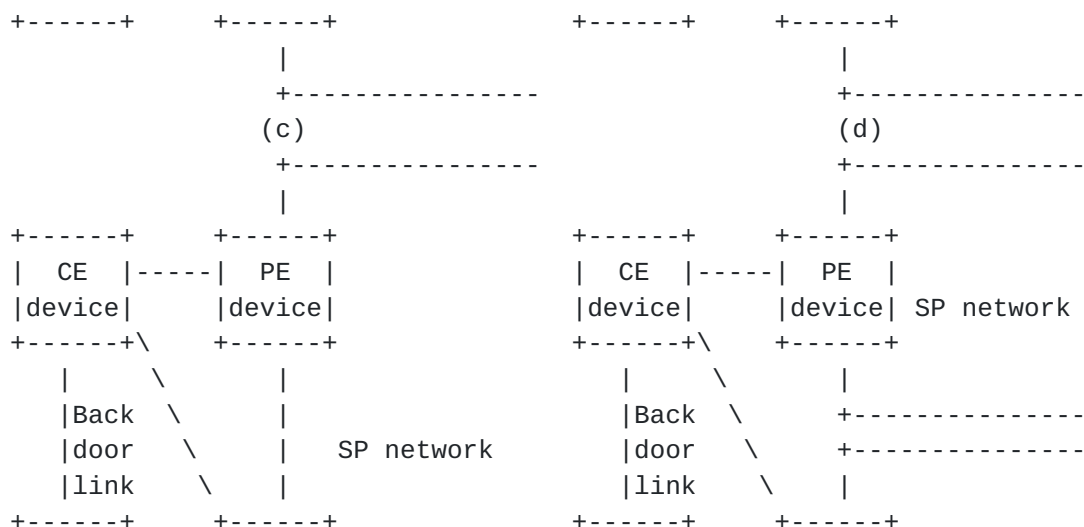 +------+     +------+                +------+     +------+
                 |                                    |
                 +----------------                    +---------------
                (c)                                  (d)
                 +----------------                    +---------------
                 |                                    |
+------+     +------+                +------+     +------+
|  CE  |-----|  PE  |                |  CE  |-----|  PE  |
|device|     |device|                |device|     |device| SP network
+------+\    +------+                +------+\    +------+
   |     \       |                      |     \       |
   |Back  \      |                      |Back  \      +---------------
   |door   \     |   SP network         |door   \     +---------------
   |link    \    |                      |link    \    |
+------+     +------+                +------+     +------+